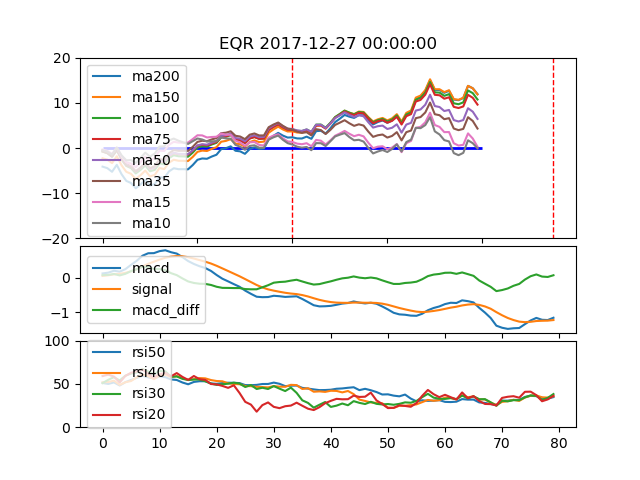 EQR 2017-12-27 00:00:00
20
10
0
−10
−20
ma200
ma150
ma100
ma75
ma50
ma35
ma15
ma10
0
−1
macd
signal
macd_diff
100
50
0
rsi50
rsi40
rsi30
rsi20
0 10 20 30 40 50 60 70 80